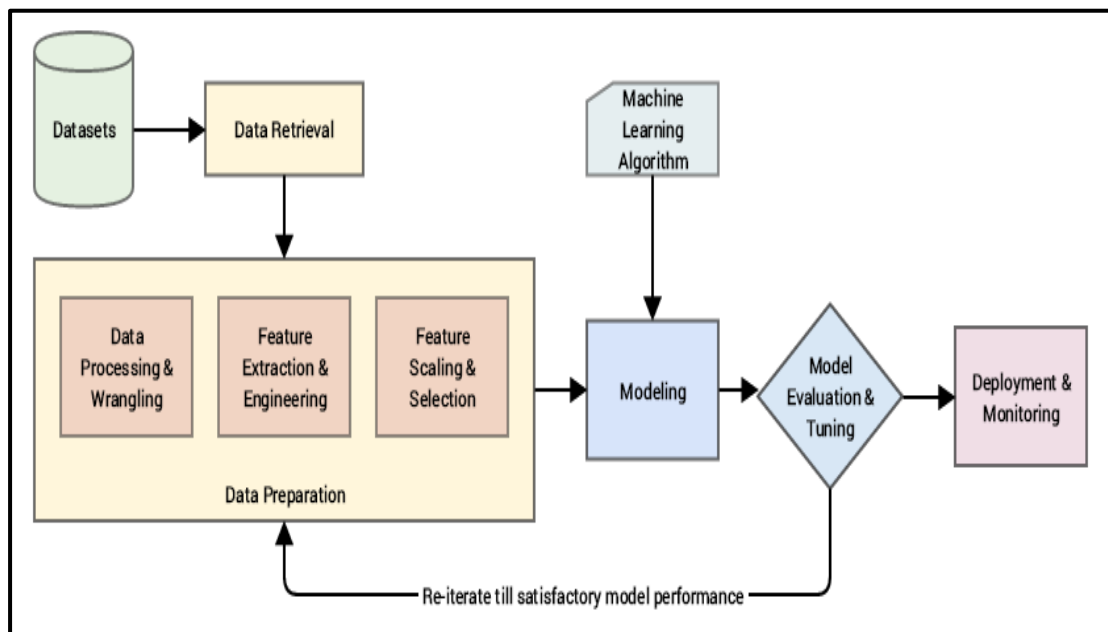 Datasets
Data Retrieval
Machine
Learning
Algorithm
Data
Processing &
Wrangling
Feature
Extraction &
Engineering
Feature
Scaling &
Selection
Data Preparation
Modeling
Model
Evaluation &
Tuning
Deployment &
Monitoring
Re-iterate till satisfactory model performance